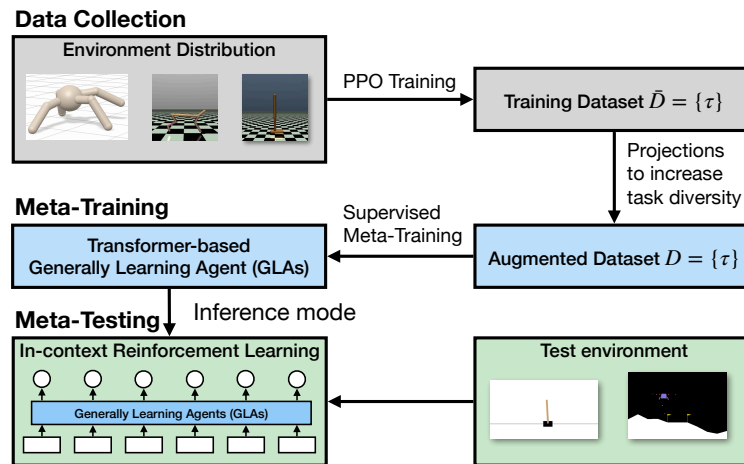 Data Collection
Environment Distribution
PPO Training
Training Dataset D̄ = {τ}
Projections
to increase
task diversity
Meta-Training
Transformer-based
Generally Learning Agent (GLAs)
Supervised
Meta-Training
Augmented Dataset D = {τ}
Inference mode
Meta-Testing
In-context Reinforcement Learning
Generally Learning Agents (GLAs)
Test environment